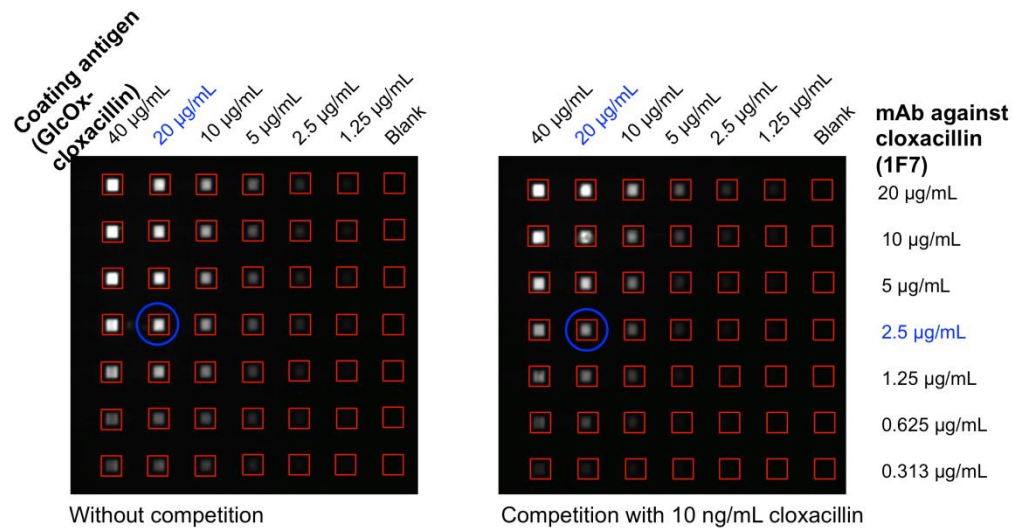 Coating antigen
(GlcOx-
cloxacillin)
40 µg/mL
20 µg/mL
10 µg/mL
5 µg/mL
2.5 µg/mL
1.25 µg/mL
Blank
40 µg/mL
20 µg/mL
10 µg/mL
5 µg/mL
2.5 µg/mL
1.25 µg/mL
Blank
mAb against
cloxacillin
(1F7)
20 µg/mL
10 µg/mL
5 µg/mL
2.5 µg/mL
1.25 µg/mL
0.625 µg/mL
0.313 µg/mL
Without competition
Competition with 10 ng/mL cloxacillin